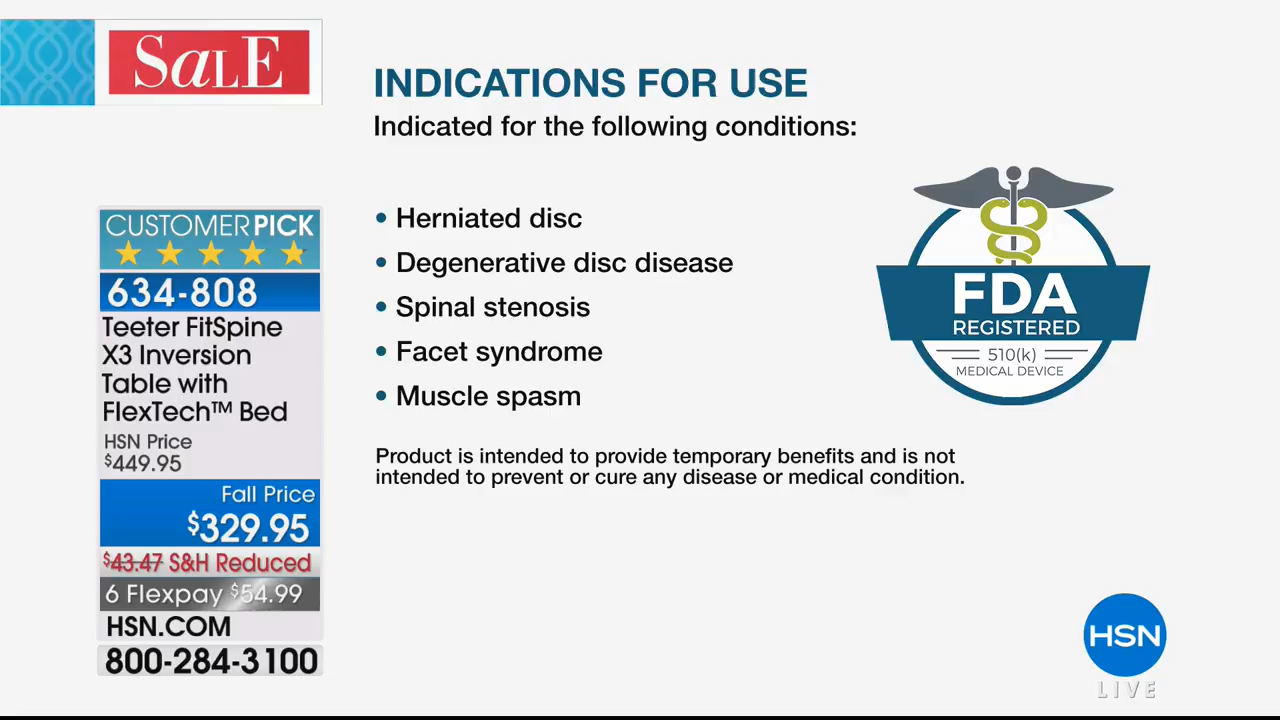 SALE
INDICATIONS FOR USE
Indicated for the following conditions:
• Herniated disc
• Degenerative disc disease
• Spinal stenosis
• Facet syndrome
• Muscle spasm
Product is intended to provide temporary benefits and is not
intended to prevent or cure any disease or medical condition.
FDA
REGISTERED
510(k)
MEDICAL DEVICE
CUSTOMER PICK
634-808
Teeter FitSpine
X3 Inversion
Table with
FlexTech™ Bed
HSN Price
$449.95
Fall Price
$329.95
$43.47 S&H Reduced
6 Flexpay $54.99
HSN.COM
800-284-3100
HSN
LIVE